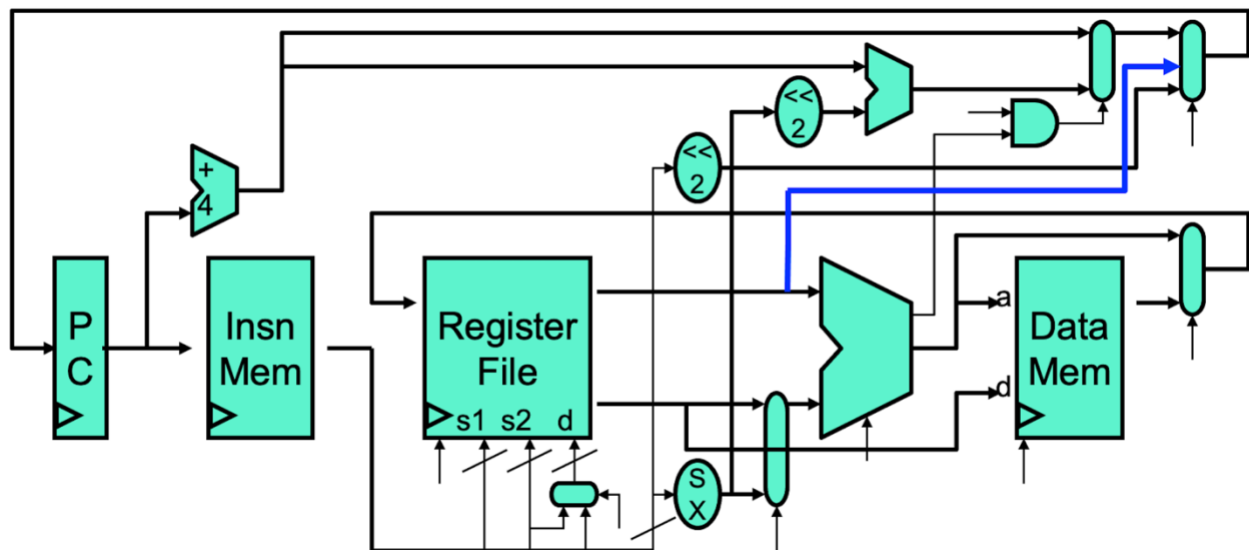 <<
2
<<
2
+
4
P
C
Insn
Mem
Register
File
s1 s2 d
S
X
a
d
Data
Mem